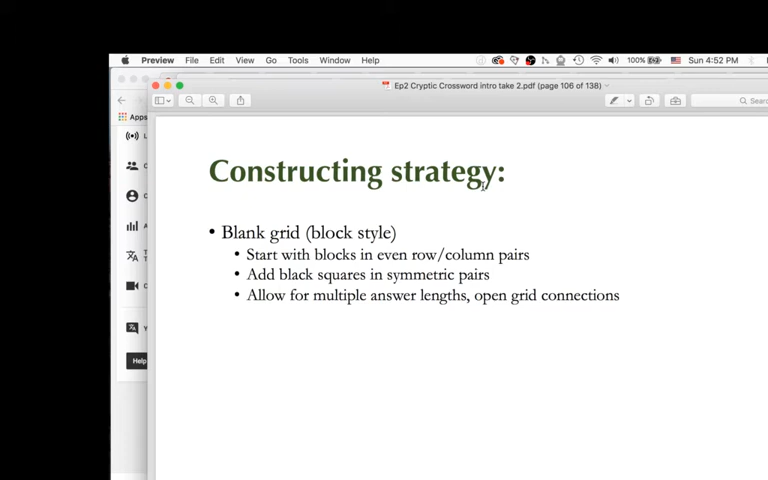 Preview File Edit View Go Tools Window Help 100% Sun 4:52 PM
Ep2 Cryptic Crossword intro take 2.pdf (page 106 of 138)
Apps
Constructing strategy:
• Blank grid (block style)
• Start with blocks in even row/column pairs
• Add black squares in symmetric pairs
• Allow for multiple answer lengths, open grid connections
Help